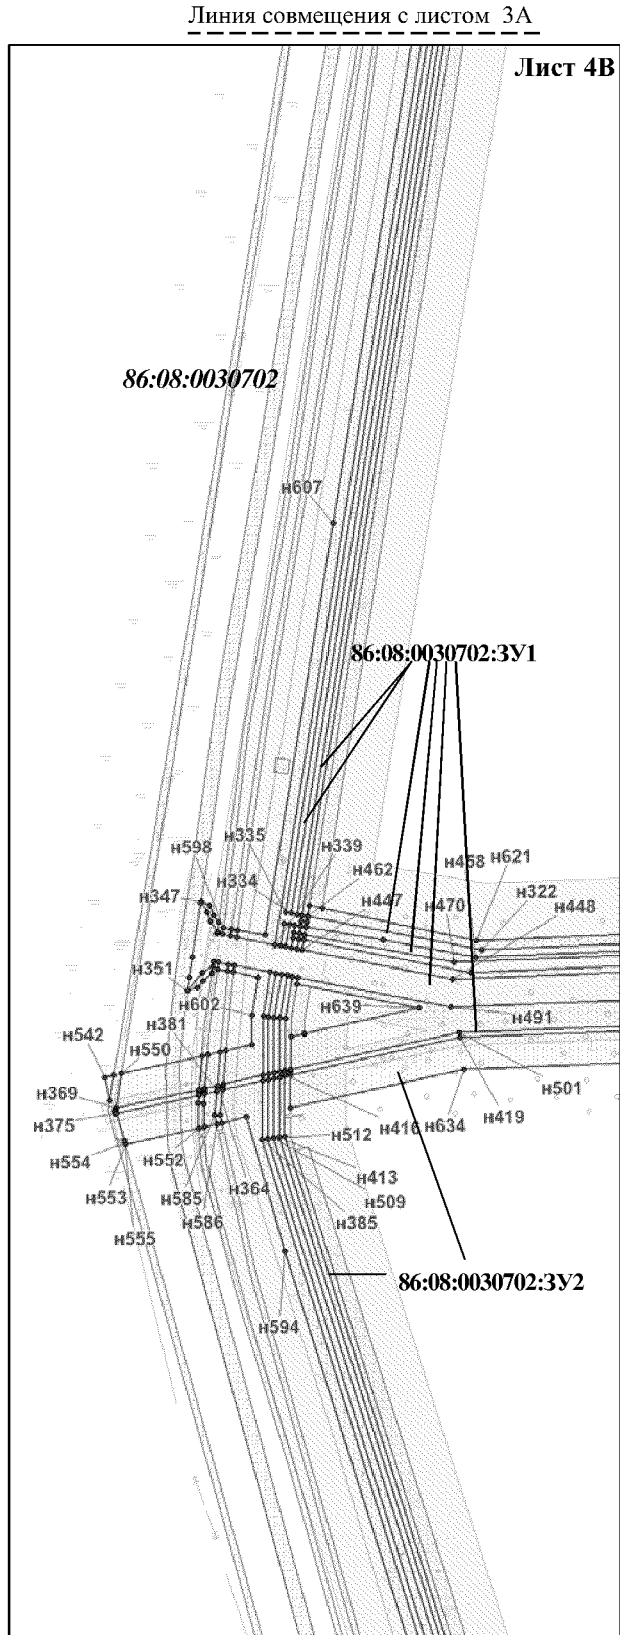 Линия совмещения с листом 3А
Лист 4В
86:08:0030702
н607
86:08:0030702:ЗУ1
н335
н339
н598
н462
н458
н621
н334
н447
н322
н347
н470
н448
н351
н602
н639
н491
н381
н542
н550
н501
н369
н375
н416
н419
н634
н512
н554
н552
н413
н553
н585
н364
н509
н555
н586
н385
86:08:0030702:ЗУ2
н594